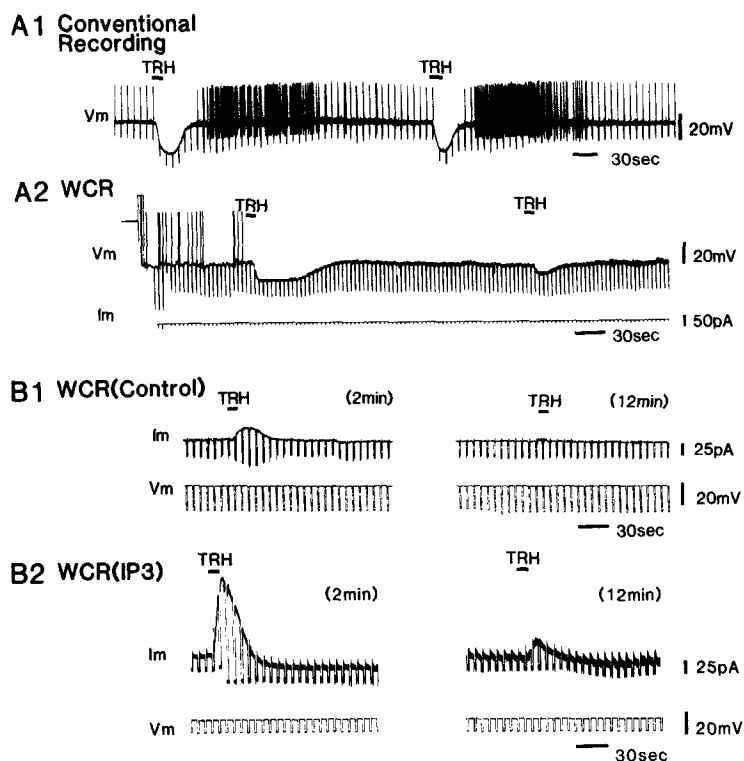 A1 Conventional
Recording
TRH
TRH
Vm
20mV
30sec
A2 WCR
TRH
TRH
Vm
20mV
Im
50pA
30sec
B1 WCR(Control)
TRH
(2min)
TRH
(12min)
Im
25pA
Vm
20mV
30sec
B2 WCR(IP3)
TRH
(2min)
TRH
(12min)
Im
25pA
Vm
20mV
30sec